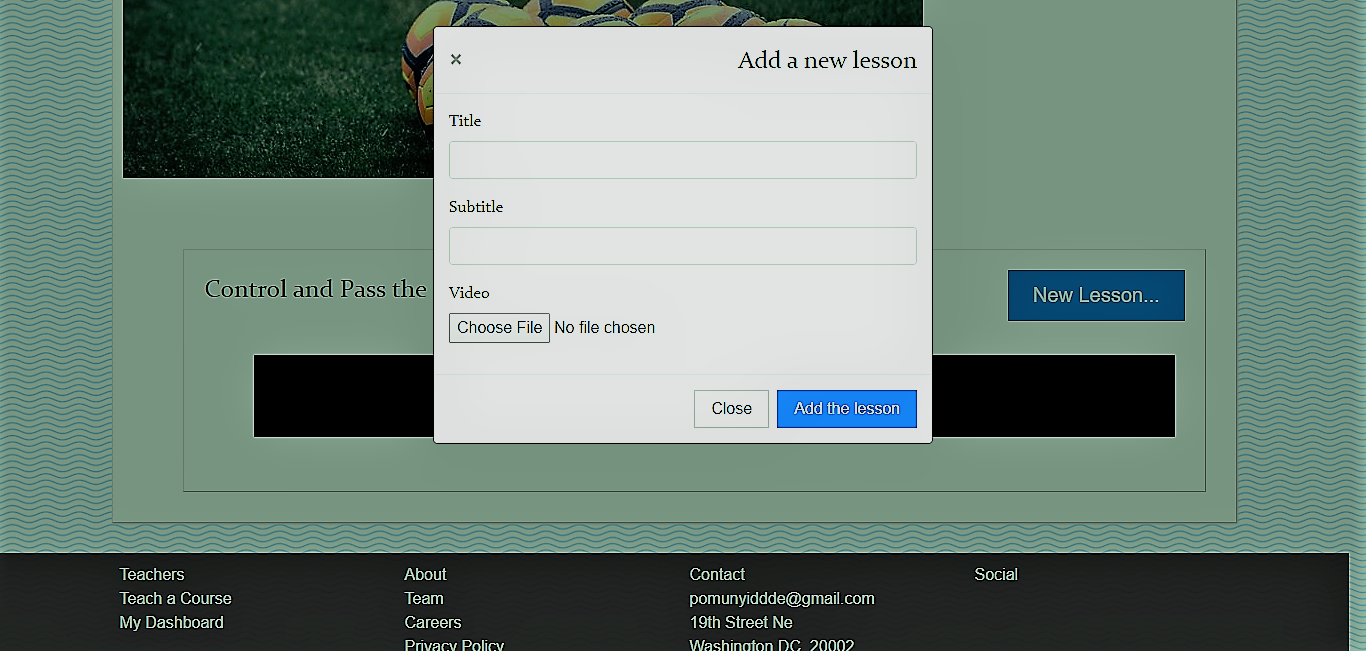 × Add a new lesson
Title
Subtitle
Video
Choose File No file chosen
Close Add the lesson
Control and Pass the
New Lesson...
Teachers
Teach a Course
My Dashboard
About
Team
Careers
Privacy Policy
Contact
pomunyiddde@gmail.com
19th Street Ne
Washington DC, 20002
Social